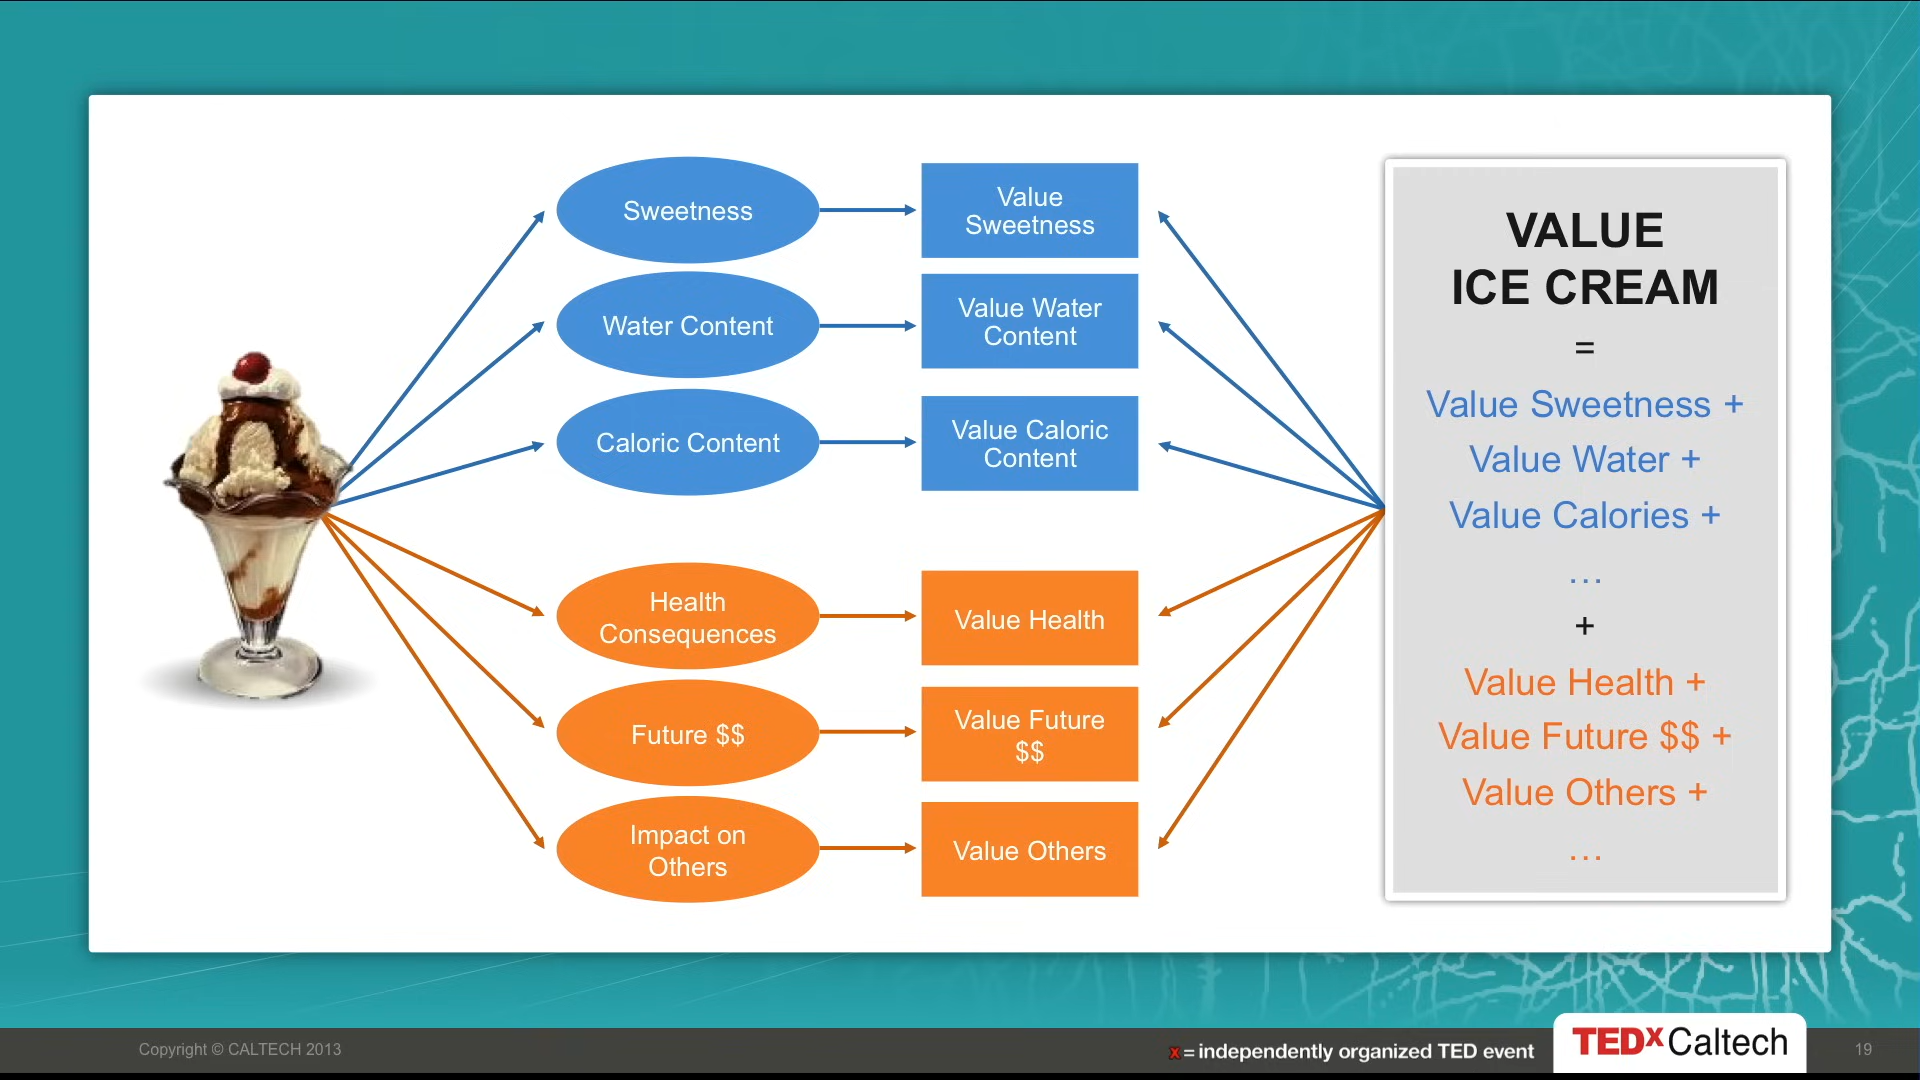 Sweetness
Water Content
Caloric Content
Health
Consequences
Future $$
Impact on
Others
Value
Sweetness
Value Water
Content
Value Caloric
Content
Value Health
Value Future
$$
Value Others
VALUE
ICE CREAM
=
Value Sweetness +
Value Water +
Value Calories +
...
+
Value Health +
Value Future $$ +
Value Others +
...
Copyright © CALTECH 2013
x = independently organized TED event
TEDx Caltech
19